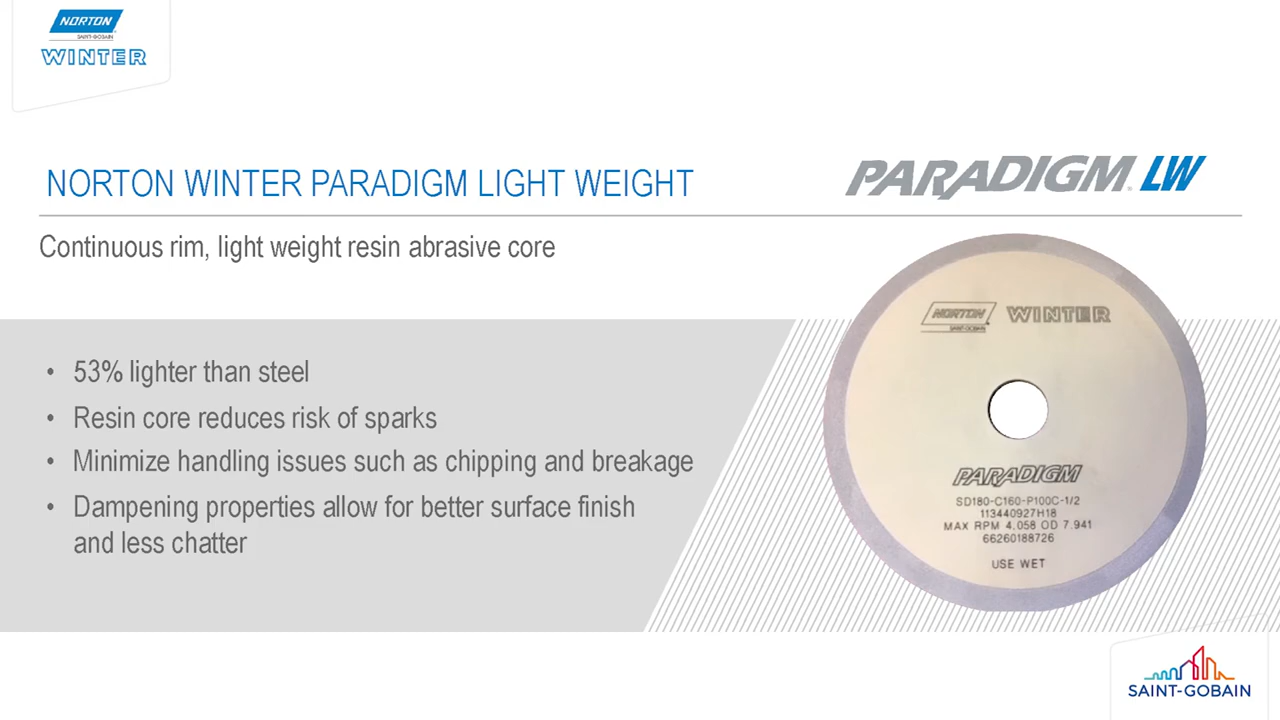 NORTON
SAINT-GOBAIN
WINTER
NORTON WINTER PARADIGM LIGHT WEIGHT
PARADIGM® LW
Continuous rim, light weight resin abrasive core
• 53% lighter than steel
• Resin core reduces risk of sparks
• Minimize handling issues such as chipping and breakage
• Dampening properties allow for better surface finish
and less chatter
NORTON WINTER
SAINT-GOBAIN
PARADIGM
SD180-C160-P100C-1/2
113440927H18
MAX RPM 4,058 OD 7.941
66260188726
USE WET
SAINT-GOBAIN